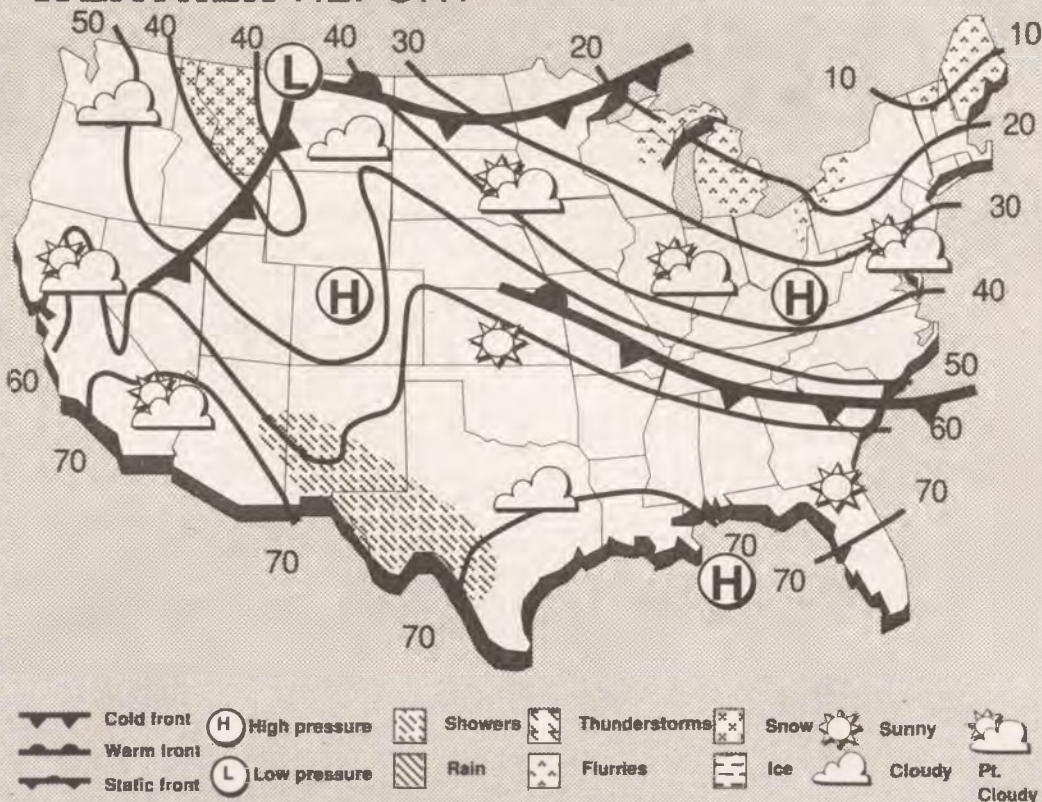 50 40 40 40 30 20 10
10
20
30
40
50
60
60
70
70
70
70
70
70
L
H
H
H
Cold front
Warm front
Static front
H High pressure
L Low pressure
Showers
Rain
Thunderstorms
Flurries
Snow
Ice
Sunny
Cloudy
Pt.
Cloudy